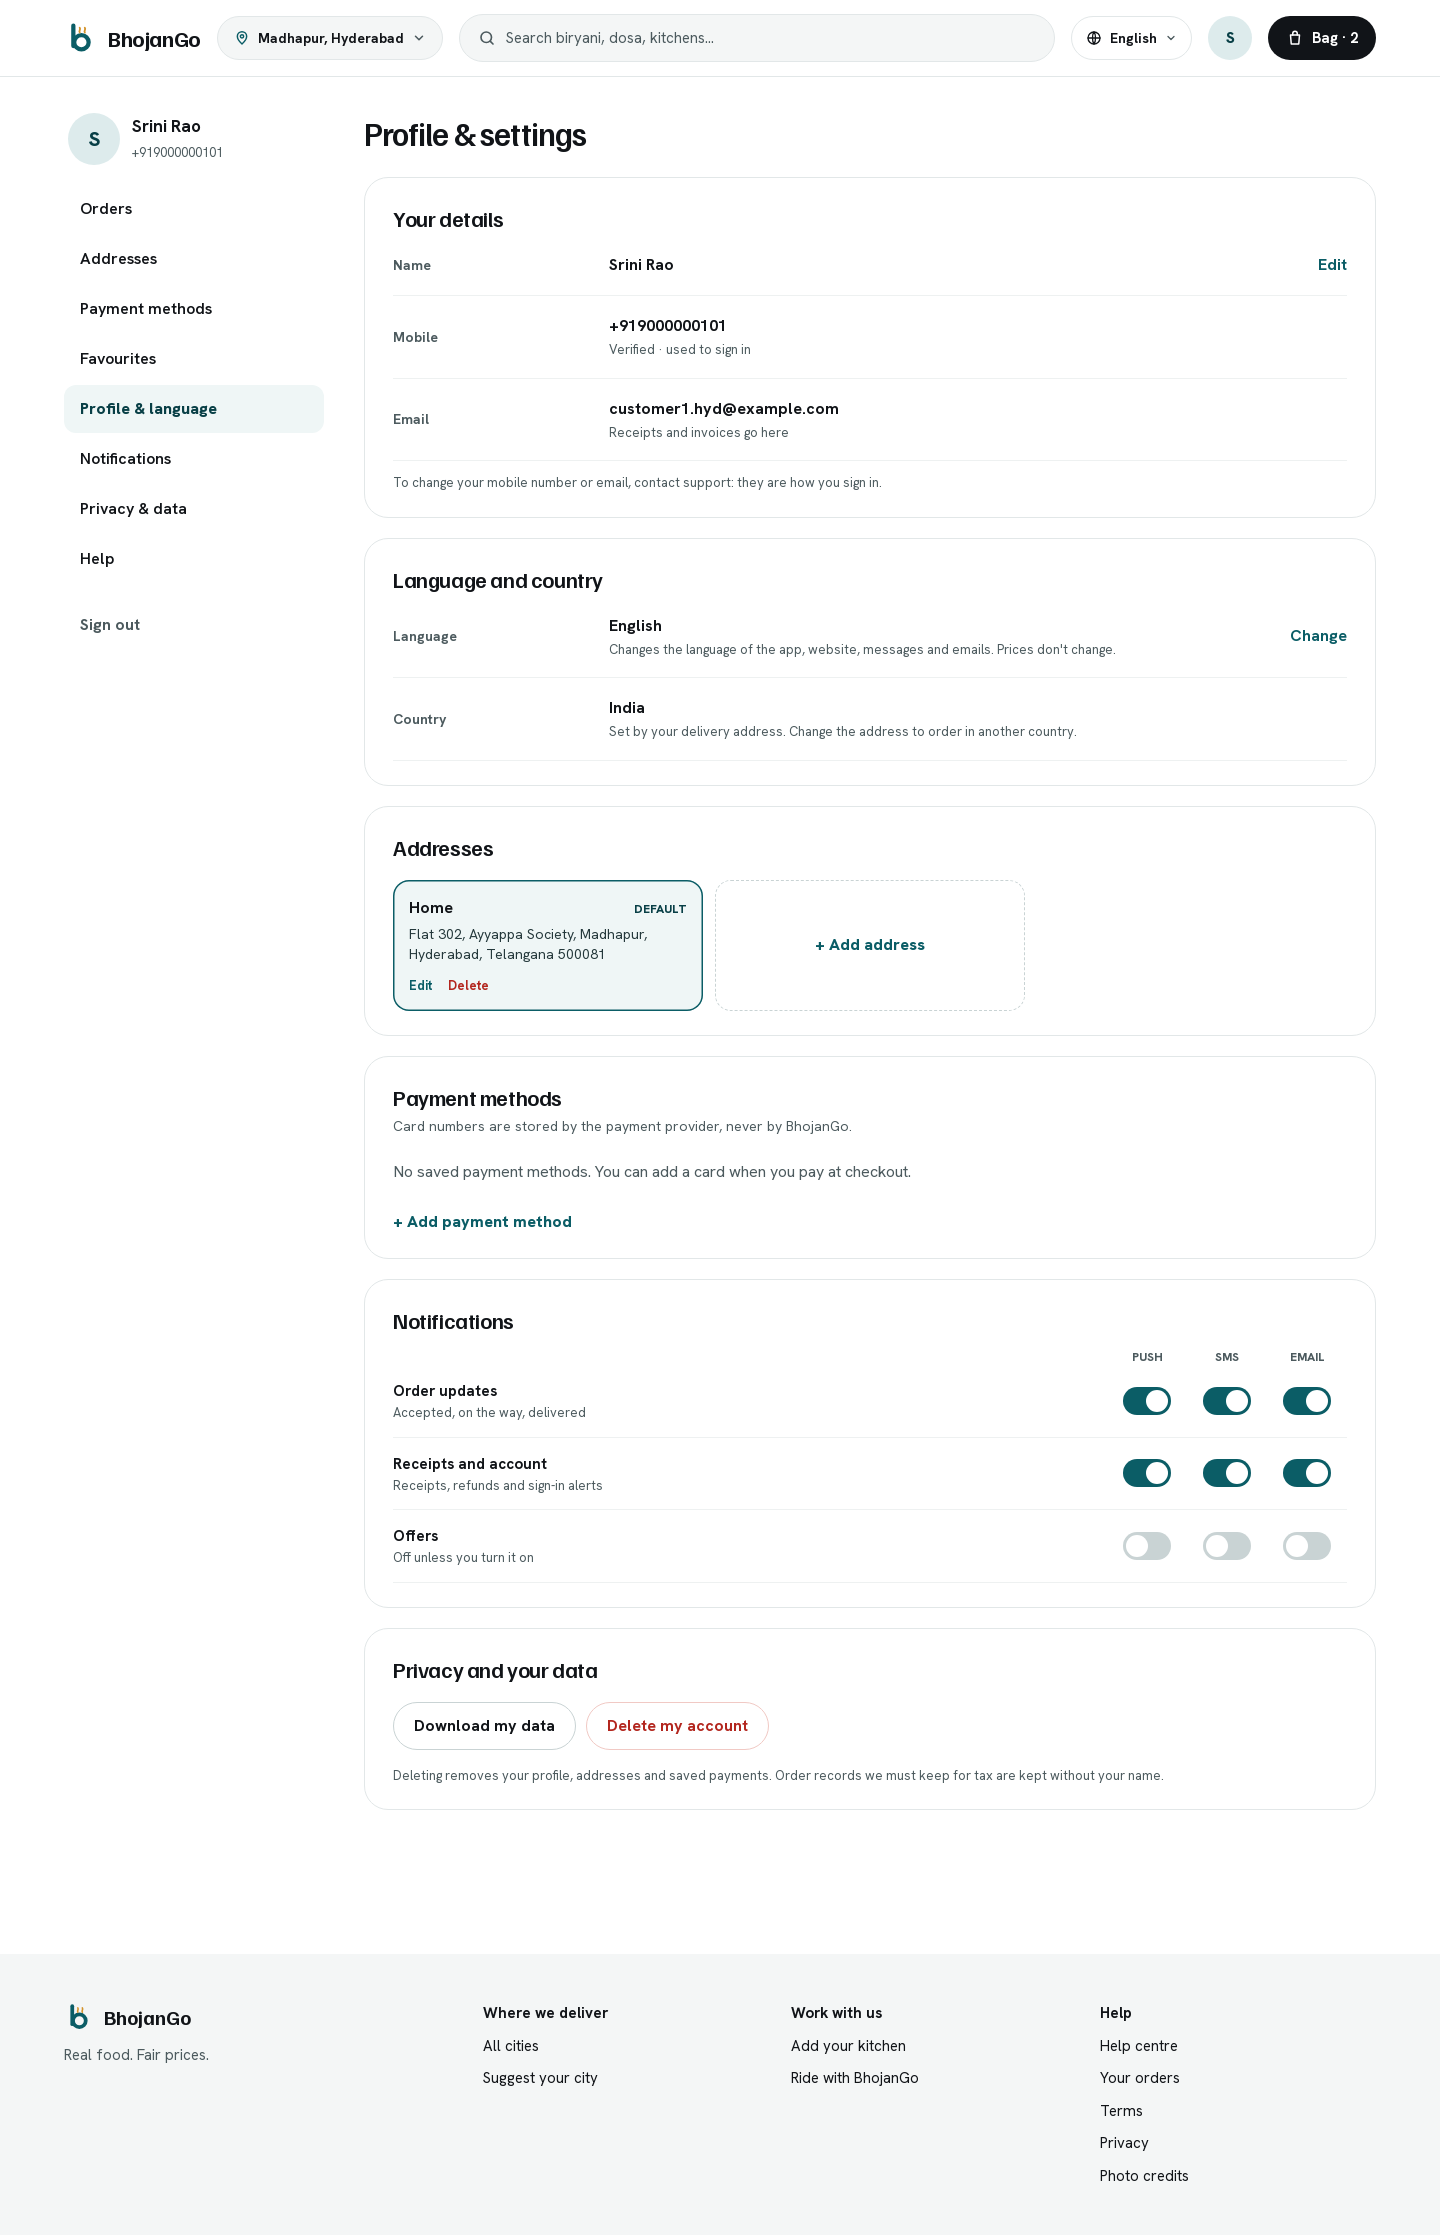 BhojanGo
Madhapur, Hyderabad
Search biryani, dosa, kitchens...
English
S
Bag · 2
S
Srini Rao
+919000000101
Orders
Addresses
Payment methods
Favourites
Profile & language
Notifications
Privacy & data
Help
Sign out
Profile & settings
Your details
Name
Srini Rao
Edit
Mobile
+919000000101
Verified · used to sign in
Email
customer1.hyd@example.com
Receipts and invoices go here
To change your mobile number or email, contact support: they are how you sign in.
Language and country
Language
English
Changes the language of the app, website, messages and emails. Prices don't change.
Change
Country
India
Set by your delivery address. Change the address to order in another country.
Addresses
Home
DEFAULT
Flat 302, Ayyappa Society, Madhapur,
Hyderabad, Telangana 500081
Edit
Delete
+ Add address
Payment methods
Card numbers are stored by the payment provider, never by BhojanGo.
No saved payment methods. You can add a card when you pay at checkout.
+ Add payment method
Notifications
PUSH
SMS
EMAIL
Order updates
Accepted, on the way, delivered
Receipts and account
Receipts, refunds and sign-in alerts
Offers
Off unless you turn it on
Privacy and your data
Download my data
Delete my account
Deleting removes your profile, addresses and saved payments. Order records we must keep for tax are kept without your name.
BhojanGo
Real food. Fair prices.
Where we deliver
All cities
Suggest your city
Work with us
Add your kitchen
Ride with BhojanGo
Help
Help centre
Your orders
Terms
Privacy
Photo credits